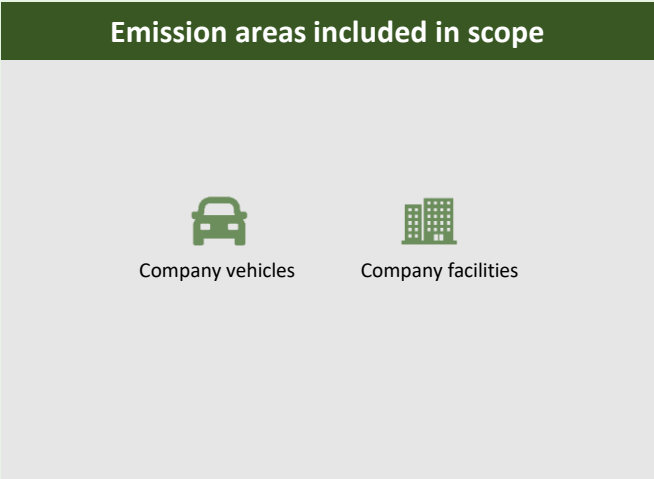 Emission areas included in scope
Company vehicles
Company facilities